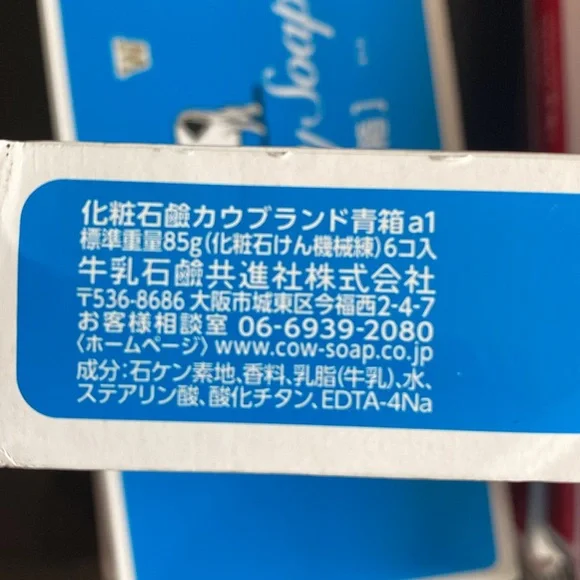 Soap
化粧石鹼カウブランド青箱a1
標準重量85g(化粧石けん機械練)6コ入
牛乳石鹼共進社株式会社
〒536-8686 大阪市城東区今福西2-4-7
お客様相談室 06-6939-2080
〈ホームページ〉www.cow-soap.co.jp
成分:石ケン素地、香料、乳脂(牛乳)、水、
ステアリン酸、酸化チタン、EDTA-4Na